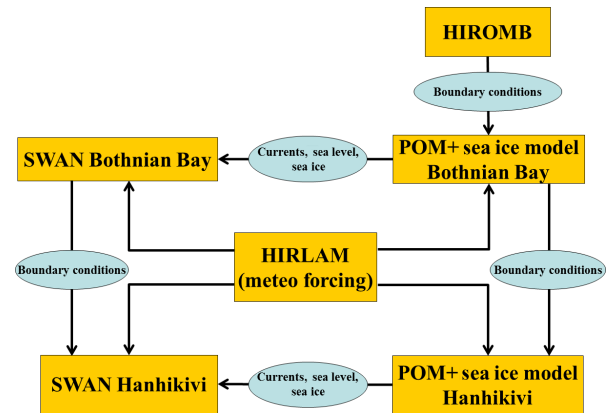 HIROMB
Boundary conditions
SWAN Bothnian Bay
Currents, sea level,
sea ice
POM+ sea ice model
Bothnian Bay
HIRLAM
(meteo forcing)
Boundary conditions
Boundary conditions
SWAN Hanhikivi
Currents, sea level,
sea ice
POM+ sea ice model
Hanhikivi